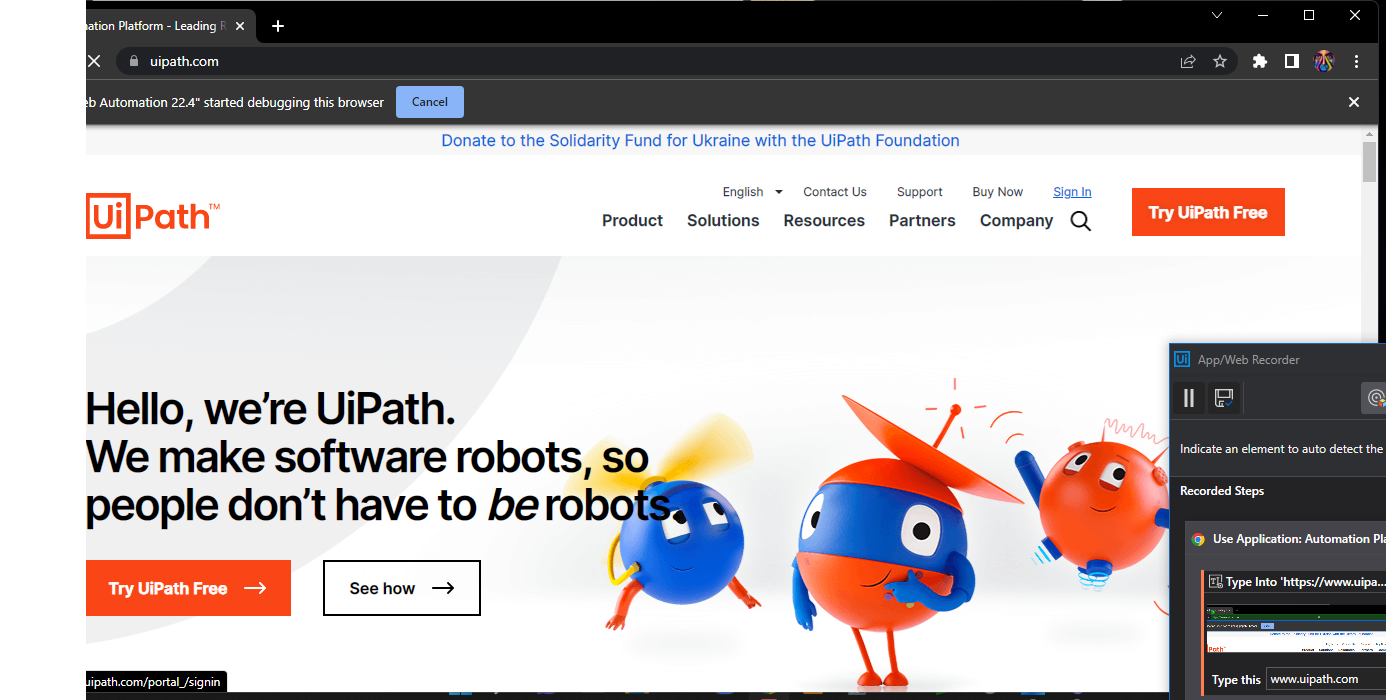 mation Platform - Leading R
uipath.com
eb Automation 22.4" started debugging this browser
Cancel
Donate to the Solidarity Fund for Ukraine with the UiPath Foundation
English Contact Us Support Buy Now Sign In
UiPath™
Product Solutions Resources Partners Company
Try UiPath Free
Hello, we're UiPath.
We make software robots, so
people don't have to be robots.
Try UiPath Free
See how
uipath.com/portal_/signin
Ui App/Web Recorder
Indicate an element to auto detect the
Recorded Steps
Use Application: Automation Pla
Type Into 'https://www.uipa...
Type this www.uipath.com